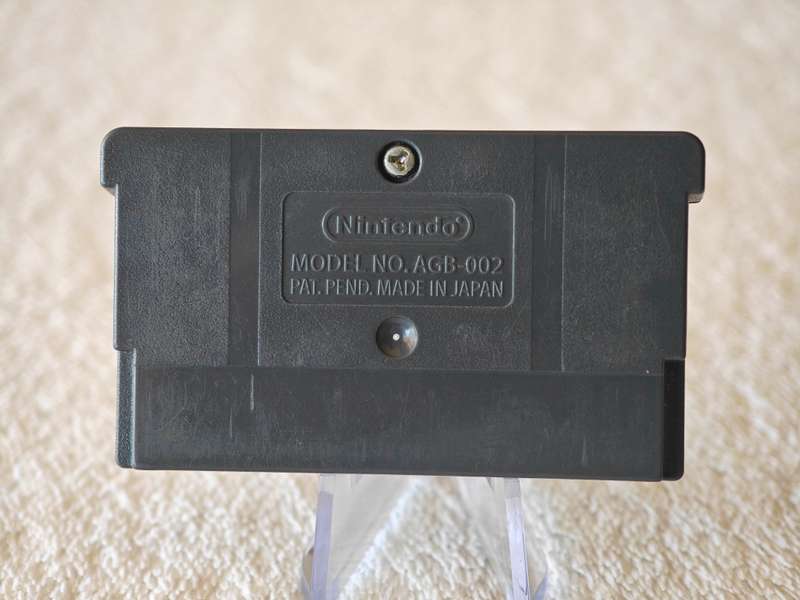 Nintendo®
MODEL NO. AGB-002
PAT. PEND. MADE IN JAPAN